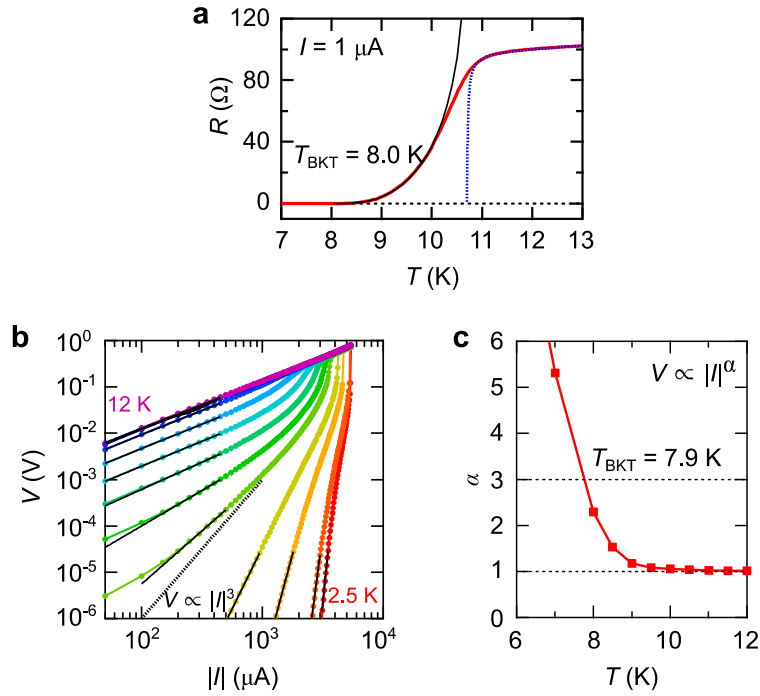 a
120
80
40
0
R (Ω)
I = 1 μA
T_BKT = 8.0 K
7 8 9 10 11 12 13
T (K)
b
10^0
10^-1
10^-2
10^-3
10^-4
10^-5
10^-6
V (V)
12 K
V ∝ |I|^3
2.5 K
10^2 10^3 10^4
|I| (μA)
c
6
5
4
3
2
1
0
α
V ∝ |I|^α
T_BKT = 7.9 K
6 8 10 12
T (K)